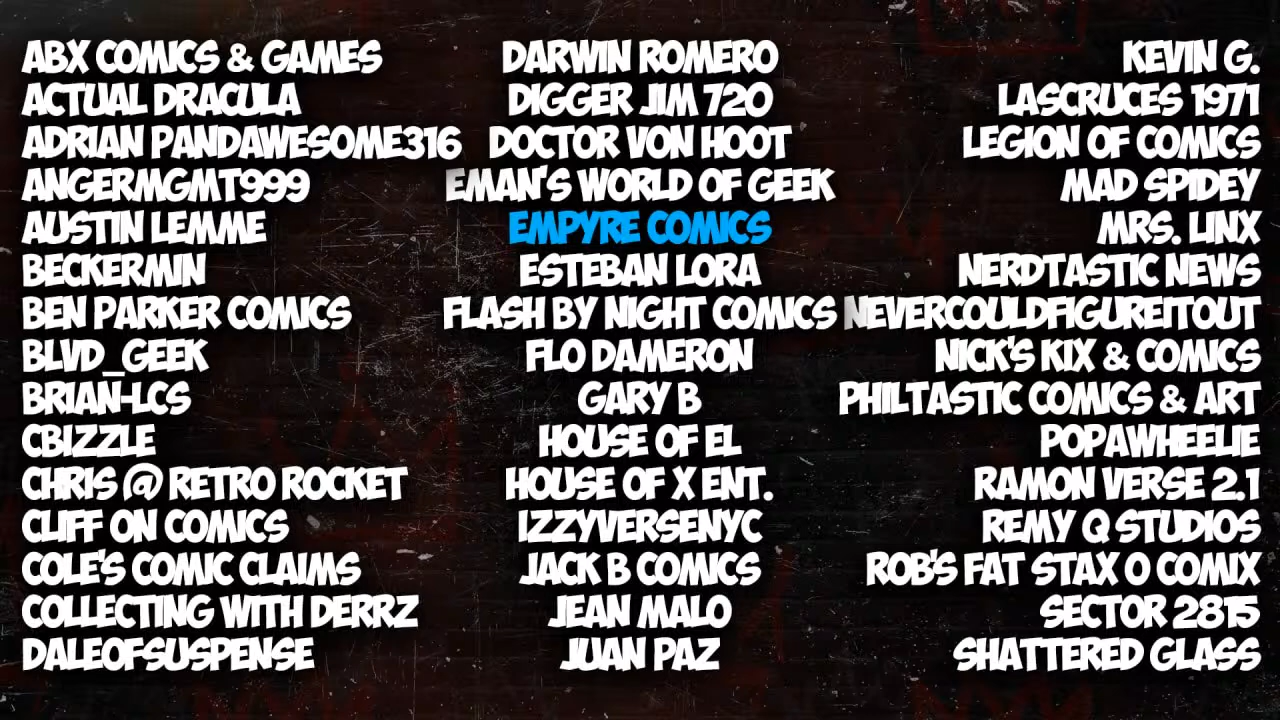 ABX COMICS & GAMES
ACTUAL DRACULA
ADRIAN PANDAWESOME316
ANGERMGMT999
AUSTIN LEMME
BECKERMIN
BEN PARKER COMICS
BLVD_GEEK
BRIAN-LCS
CBIZZLE
CHRIS @ RETRO ROCKET
CLIFF ON COMICS
COLE'S COMIC CLAIMS
COLLECTING WITH DERRZ
DALEOFSUSPENSE
DARWIN ROMERO
DIGGER JIM 720
DOCTOR VON HOOT
EMAN'S WORLD OF GEEK
EMPYRE COMICS
ESTEBAN LORA
FLASH BY NIGHT COMICS
FLO DAMERON
GARY B
HOUSE OF EL
HOUSE OF X ENT.
IZZYVERSENYC
JACK B COMICS
JEAN MALO
JUAN PAZ
KEVIN G.
LASCRUCES 1971
LEGION OF COMICS
MAD SPIDEY
MRS. LINX
NERDTASTIC NEWS
NEVERCOULDFIGUREITOUT
NICK'S KIX & COMICS
PHILTASTIC COMICS & ART
POPAWHEELIE
RAMON VERSE 2.1
REMY Q STUDIOS
ROB'S FAT STAX O COMIX
SECTOR 2815
SHATTERED GLASS